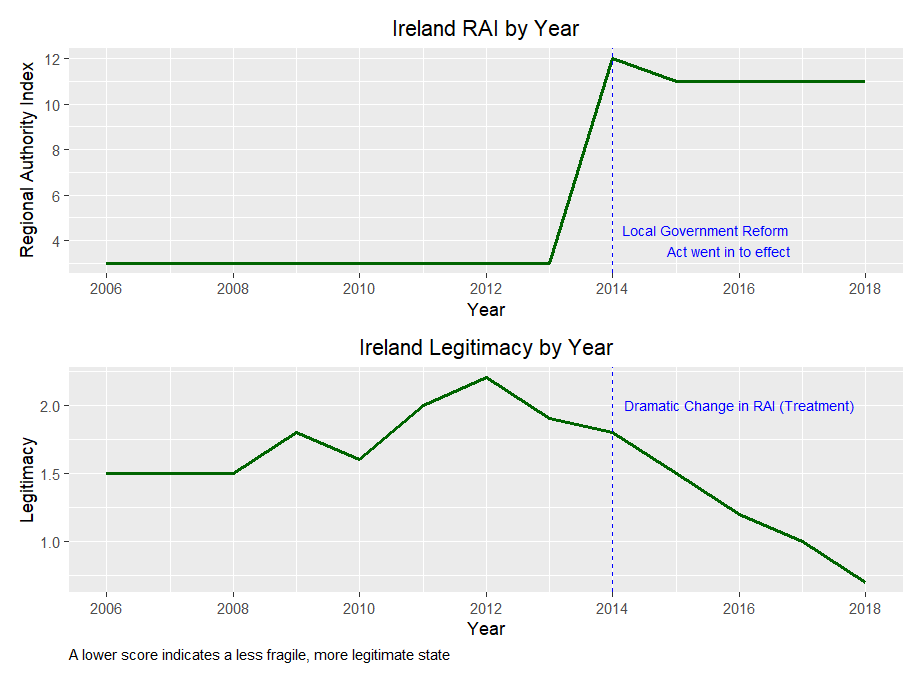 Ireland RAI by Year
Regional Authority Index
12
10
8
6
4
Local Government Reform
Act went in to effect
2006 2008 2010 2012 2014 2016 2018
Year
Ireland Legitimacy by Year
Legitimacy
2.0
1.5
1.0
Dramatic Change in RAI (Treatment)
2006 2008 2010 2012 2014 2016 2018
Year
A lower score indicates a less fragile, more legitimate state